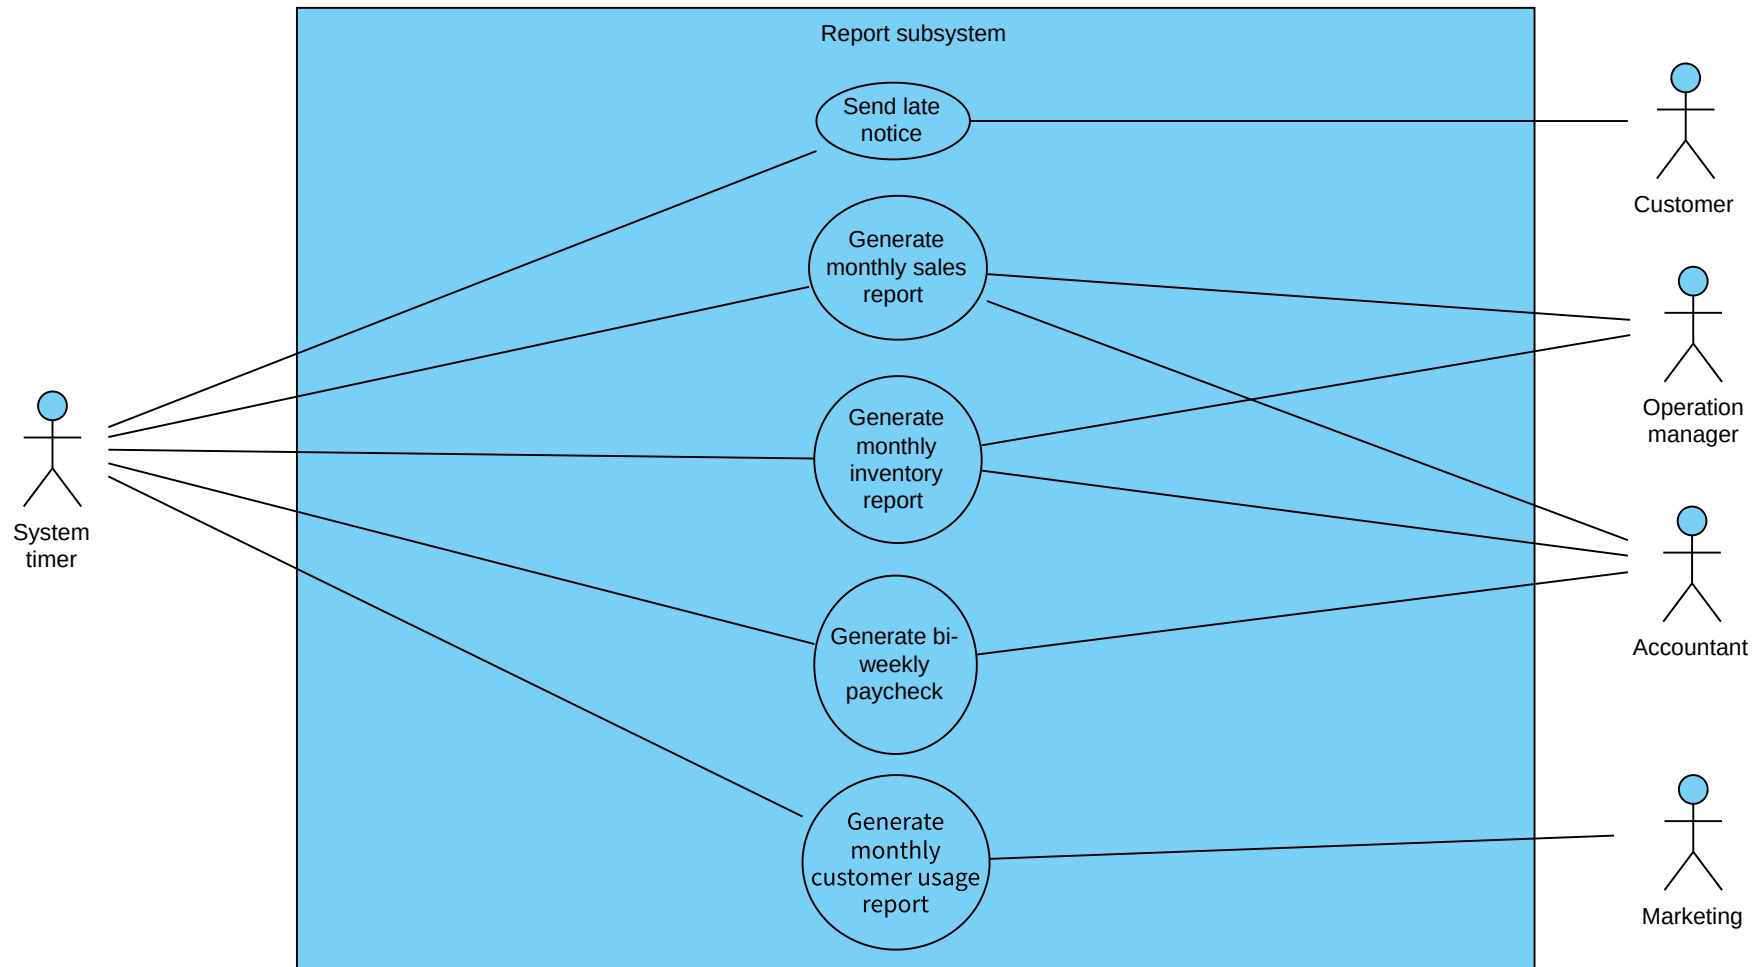 Report subsystem
Send late
notice
Customer
Generate
monthly sales
report
Operation
manager
Generate
monthly
inventory
report
System
timer
Accountant
Generate bi-
weekly
paycheck
Generate
monthly
customer usage
report
Marketing